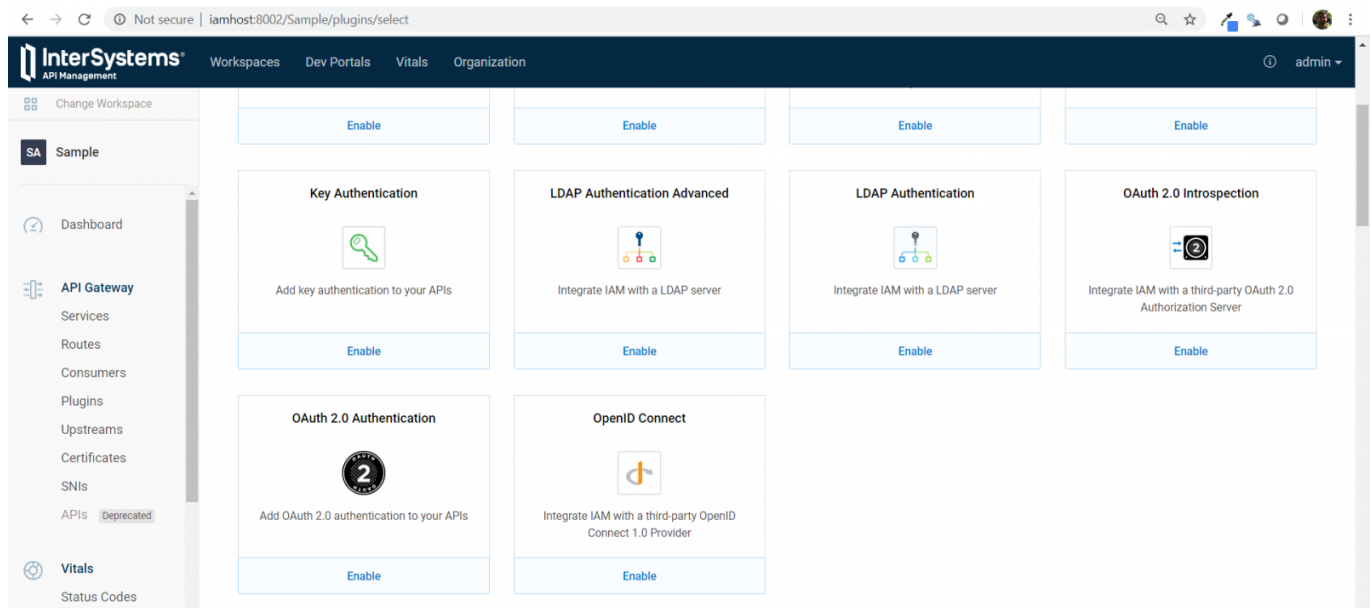 Not secure | iamhost:8002/Sample/plugins/select
InterSystems®
API Management
Workspaces Dev Portals Vitals Organization
admin
Change Workspace
SA Sample
Dashboard
API Gateway
Services
Routes
Consumers
Plugins
Upstreams
Certificates
SNIs
APIs Deprecated
Vitals
Status Codes
Enable Enable Enable Enable
Key Authentication
Add key authentication to your APIs
Enable
LDAP Authentication Advanced
Integrate IAM with a LDAP server
Enable
LDAP Authentication
Integrate IAM with a LDAP server
Enable
OAuth 2.0 Introspection
2
Integrate IAM with a third-party OAuth 2.0
Authorization Server
Enable
OAuth 2.0 Authentication
OAUTH
2
OAUTH
Add OAuth 2.0 authentication to your APIs
Enable
OpenID Connect
Integrate IAM with a third-party OpenID
Connect 1.0 Provider
Enable